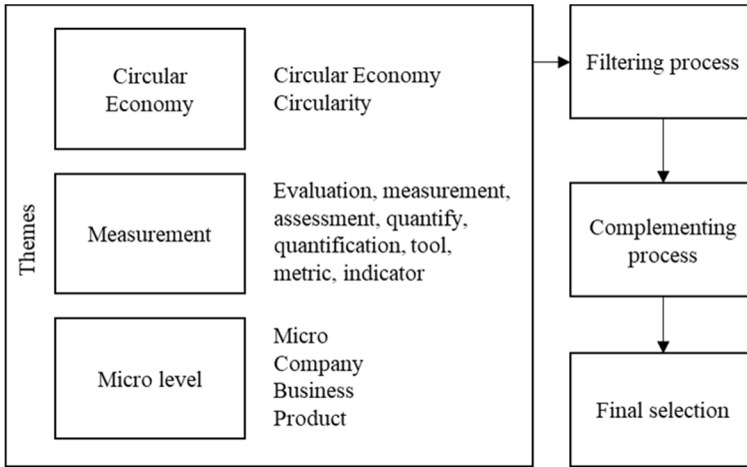 Themes
Circular
Economy
Circular Economy
Circularity
Measurement
Evaluation, measurement,
assessment, quantify,
quantification, tool,
metric, indicator
Micro level
Micro
Company
Business
Product
Filtering process
Complementing
process
Final selection